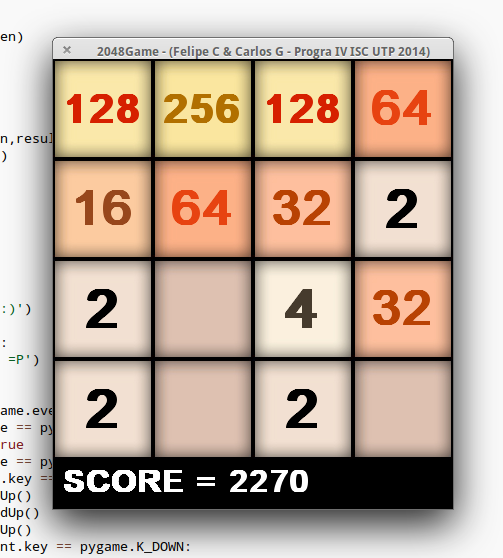 en)
2048Game - (Felipe C & Carlos G - Progra IV ISC UTP 2014)
128 256 128 64
n,resul
)
16 64 32 2
2 4 32
:)')
:
=P')
2 2
ame.eve
e == py
rue
e == py
.key ==
SCORE = 2270
Up()
dUp()
Up()
nt.key == pygame.K_DOWN: